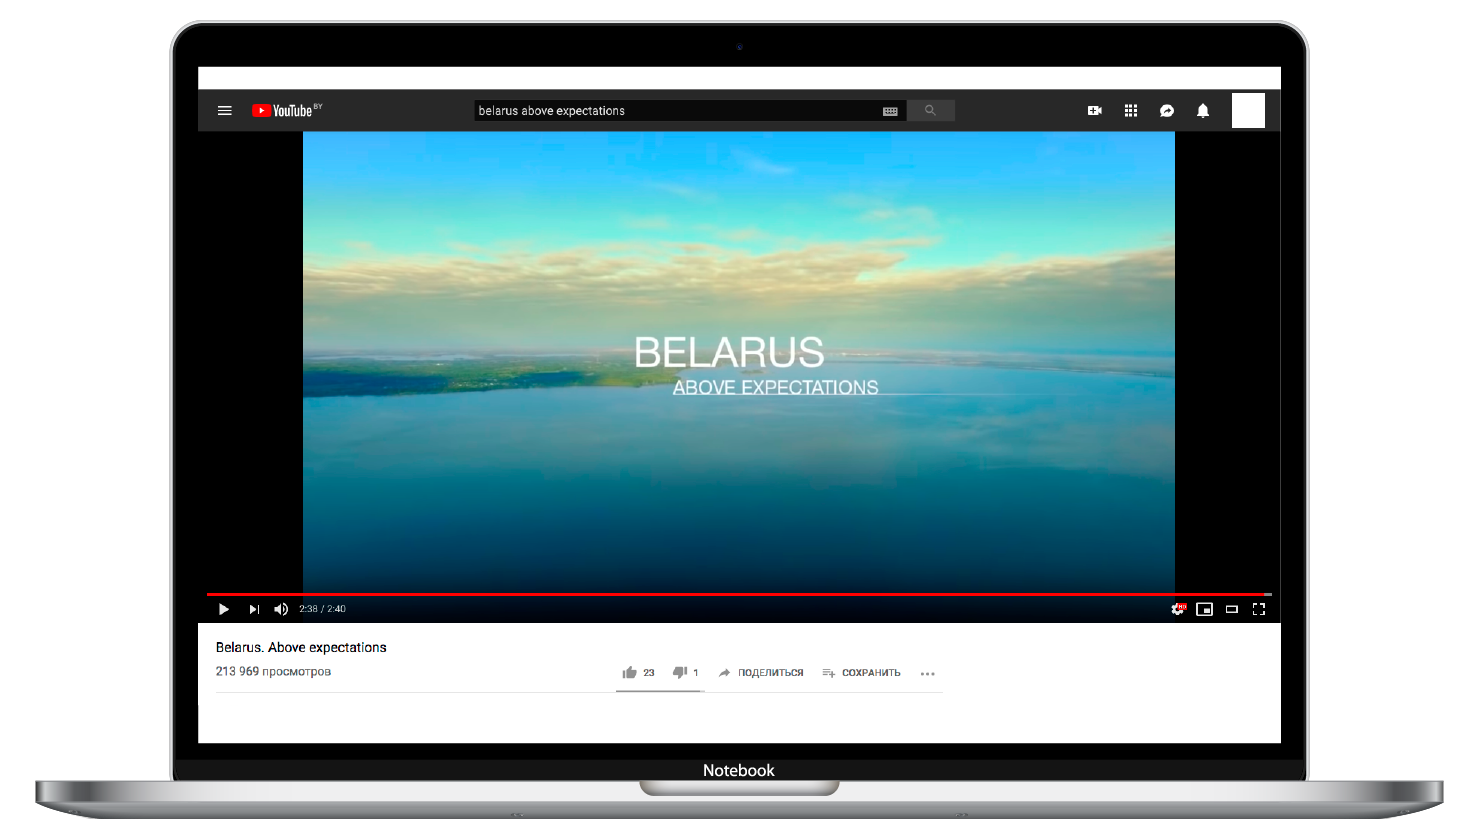 YouTube BY
belarus above expectations
BELARUS
ABOVE EXPECTATIONS
2:38 / 2:40
HD
Belarus. Above expectations
213 969 просмотров
23
1
ПОДЕЛИТЬСЯ
СОХРАНИТЬ
Notebook